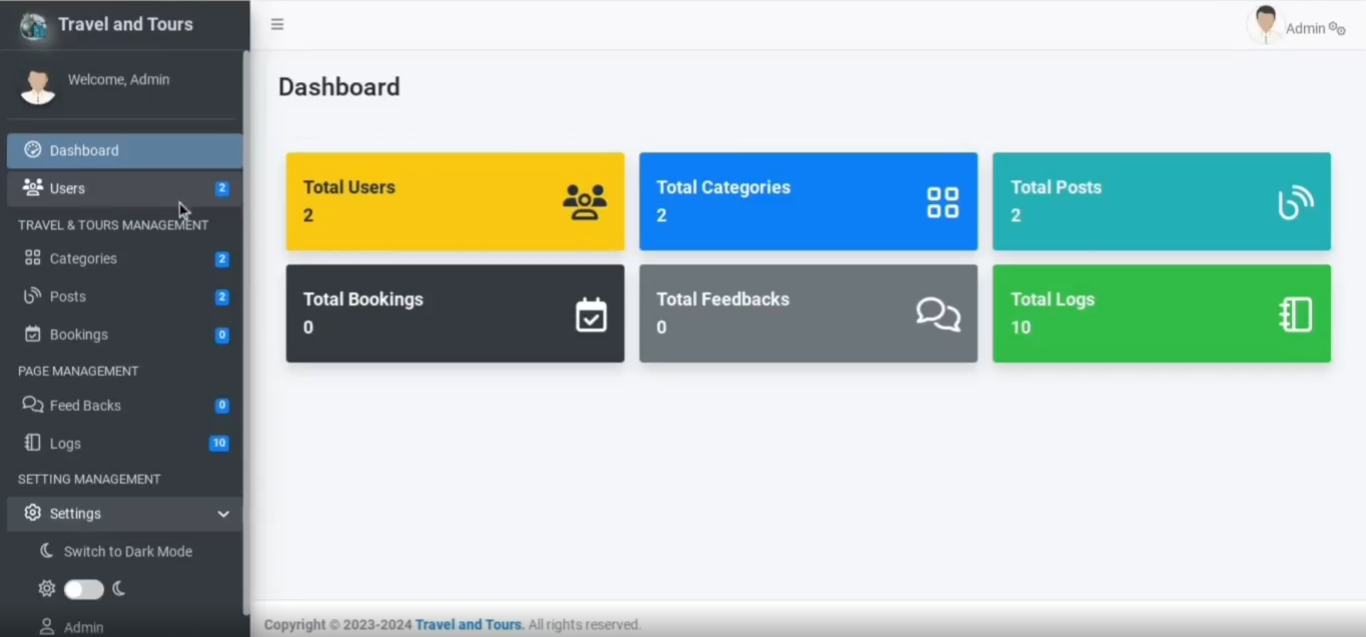 Travel and Tours
Admin
Welcome, Admin
Dashboard
Users 2
TRAVEL & TOURS MANAGEMENT
Categories 2
Posts 2
Bookings 0
PAGE MANAGEMENT
Feed Backs 0
Logs 10
SETTING MANAGEMENT
Settings
Switch to Dark Mode
Admin
Dashboard
Total Users
2
Total Categories
2
Total Posts
2
Total Bookings
0
Total Feedbacks
0
Total Logs
10
Copyright © 2023-2024 Travel and Tours. All rights reserved.